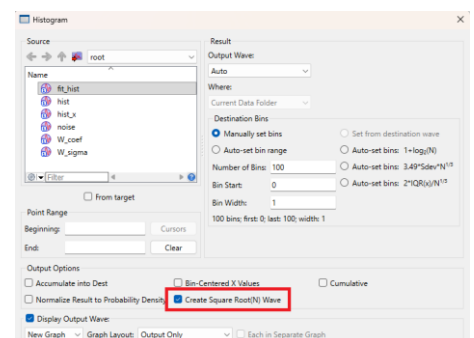 Histogram
Source
root
Name
fit_hist
hist
hist_x
noise
W_coef
W_sigma
Filter
From target
Point Range
Beginning:
Cursors
End:
Clear
Result
Output Wave:
Auto
Where:
Current Data Folder
Destination Bins
Manually set bins
Set from destination wave
Auto-set bin range
Auto-set bins: 1+log₂(N)
Number of Bins: 100
Auto-set bins: 3.49*Sdev*N^1/3
Bin Start: 0
Auto-set bins: 2*IQR(x)/N^1/3
Bin Width: 1
100 bins; first: 0; last: 100; width: 1
Output Options
Accumulate into Dest
Bin-Centered X Values
Cumulative
Normalize Result to Probability Density
Create Square Root(N) Wave
Display Output Wave:
New Graph
Graph Layout: Output Only
Each in Separate Graph